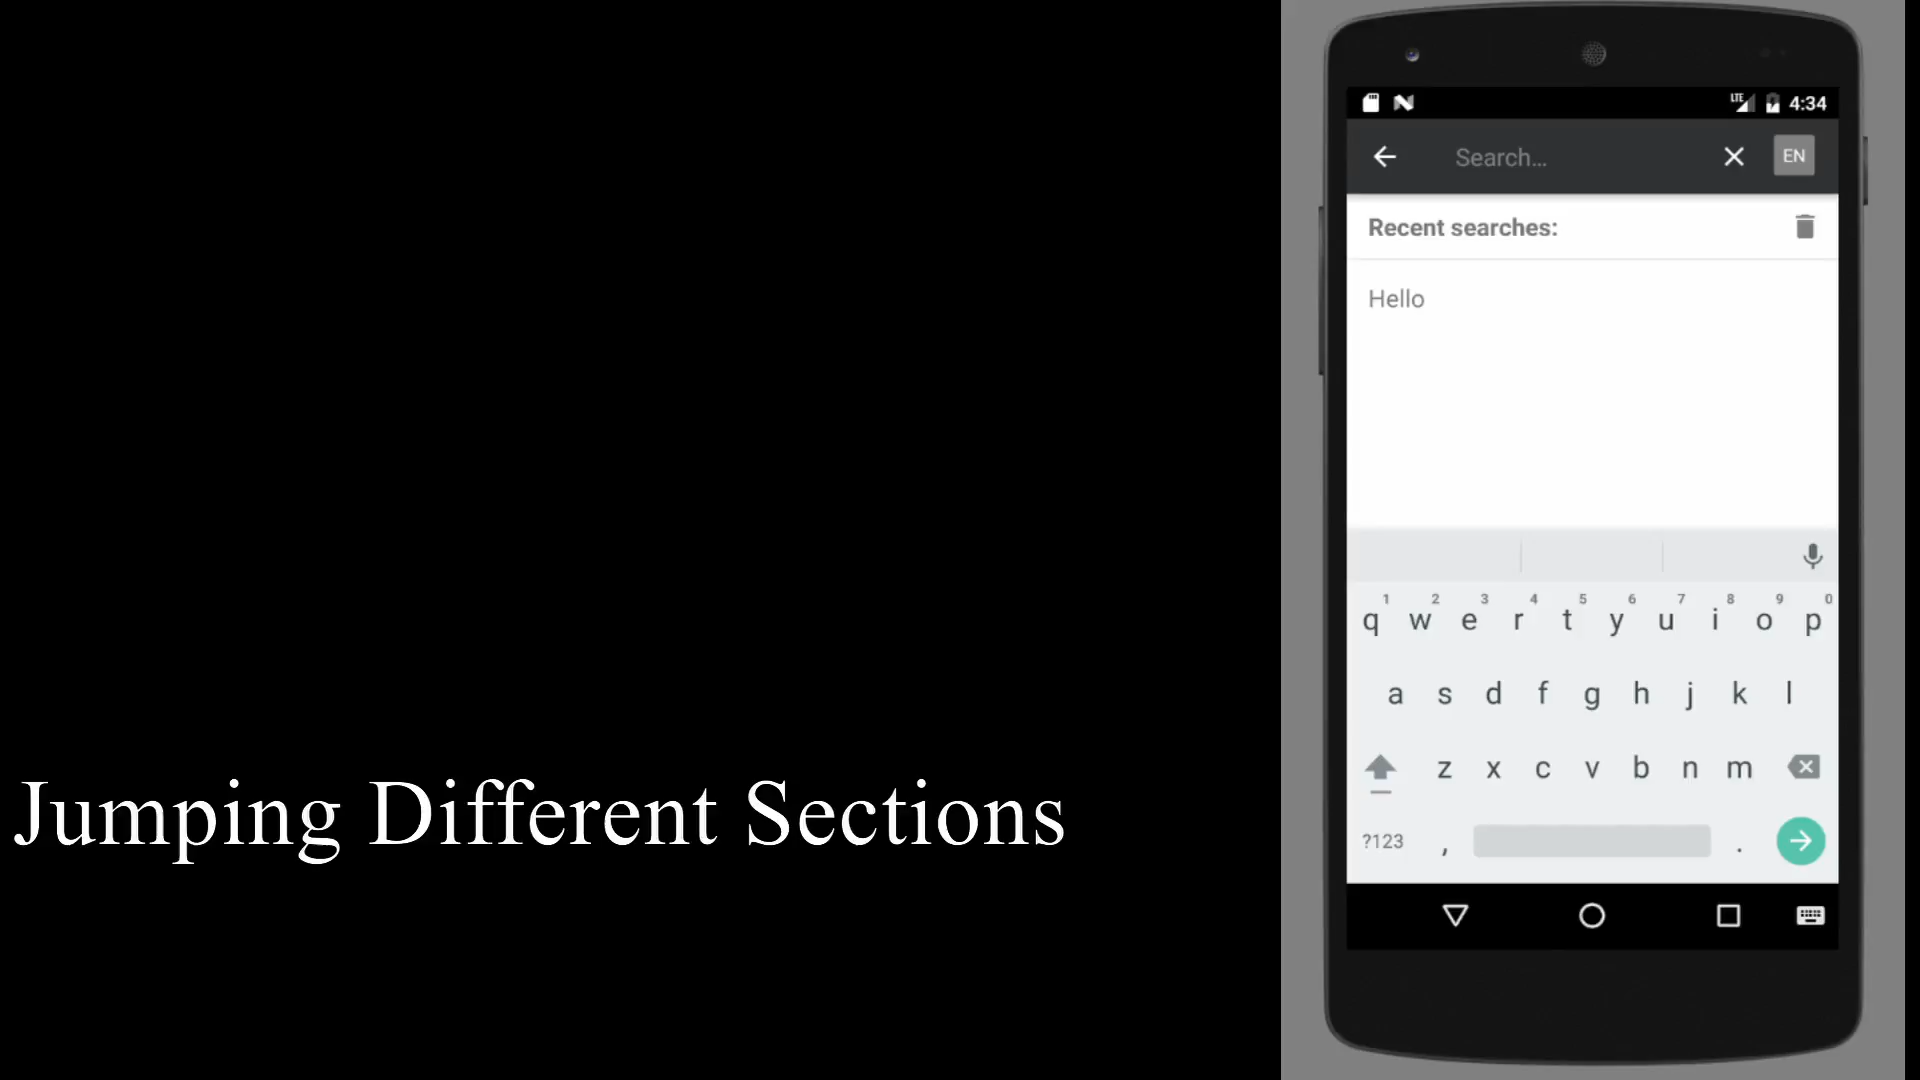 Jumping Different Sections
LTE 4:34
Search... EN
Recent searches:
Hello
1 2 3 4 5 6 7 8 9 0
q w e r t y u i o p
a s d f g h j k l
z x c v b n m
?123 , .